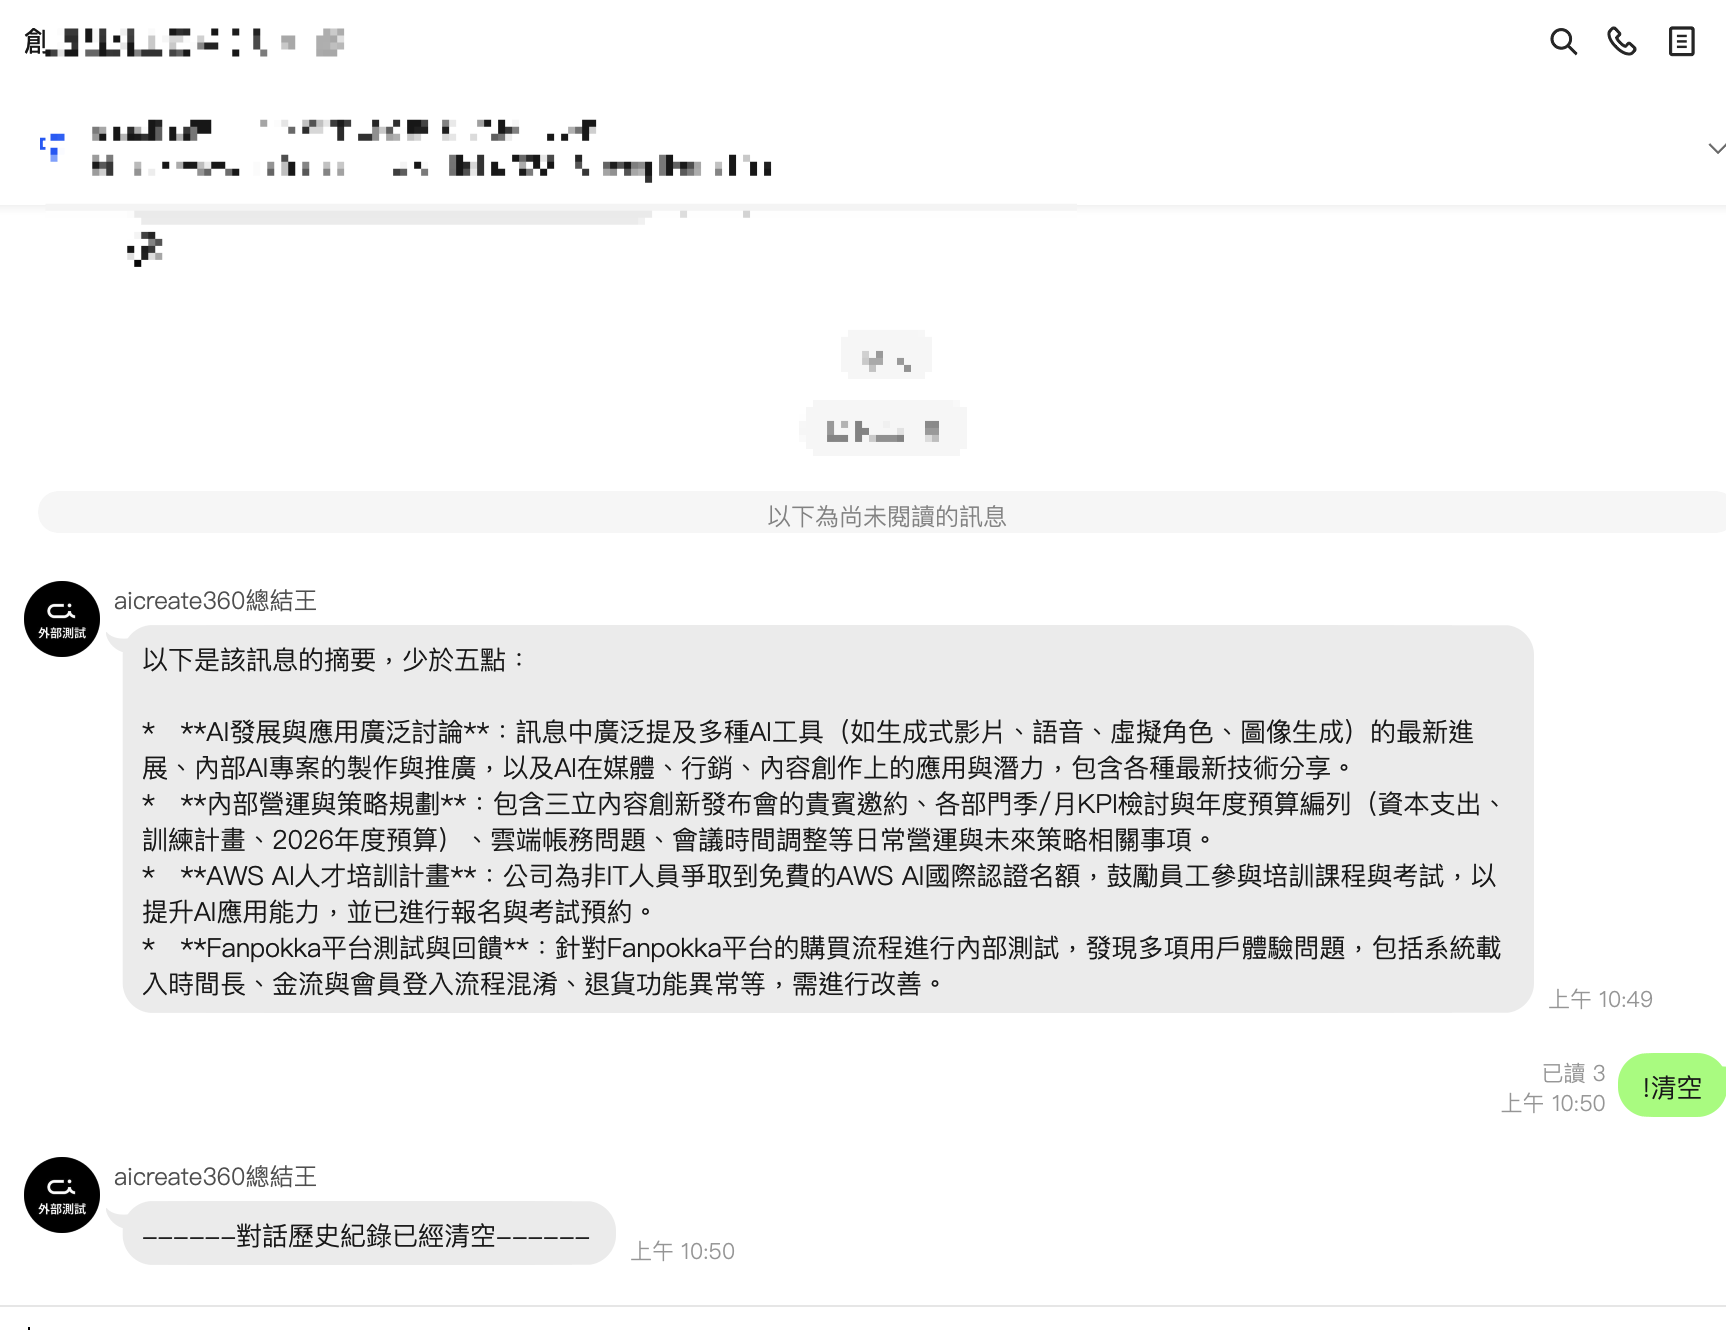 創
以下為尚未閱讀的訊息
aicreate360總結王
外部測試
以下是該訊息的摘要，少於五點：
*   **AI發展與應用廣泛討論**：訊息中廣泛提及多種AI工具（如生成式影片、語音、虛擬角色、圖像生成）的最新進
展、內部AI專案的製作與推廣，以及AI在媒體、行銷、內容創作上的應用與潛力，包含各種最新技術分享。
*   **內部營運與策略規劃**：包含三立內容創新發布會的貴賓邀約、各部門季/月KPI檢討與年度預算編列（資本支出、
訓練計畫、2026年度預算）、雲端帳務問題、會議時間調整等日常營運與未來策略相關事項。
*   **AWS AI人才培訓計畫**：公司為非IT人員爭取到免費的AWS AI國際認證名額，鼓勵員工參與培訓課程與考試，以
提升AI應用能力，並已進行報名與考試預約。
*   **Fanpokka平台測試與回饋**：針對Fanpokka平台的購買流程進行內部測試，發現多項用戶體驗問題，包括系統載
入時間長、金流與會員登入流程混淆、退貨功能異常等，需進行改善。
上午 10:49
已讀 3
上午 10:50
!清空
aicreate360總結王
外部測試
------對話歷史紀錄已經清空------
上午 10:50